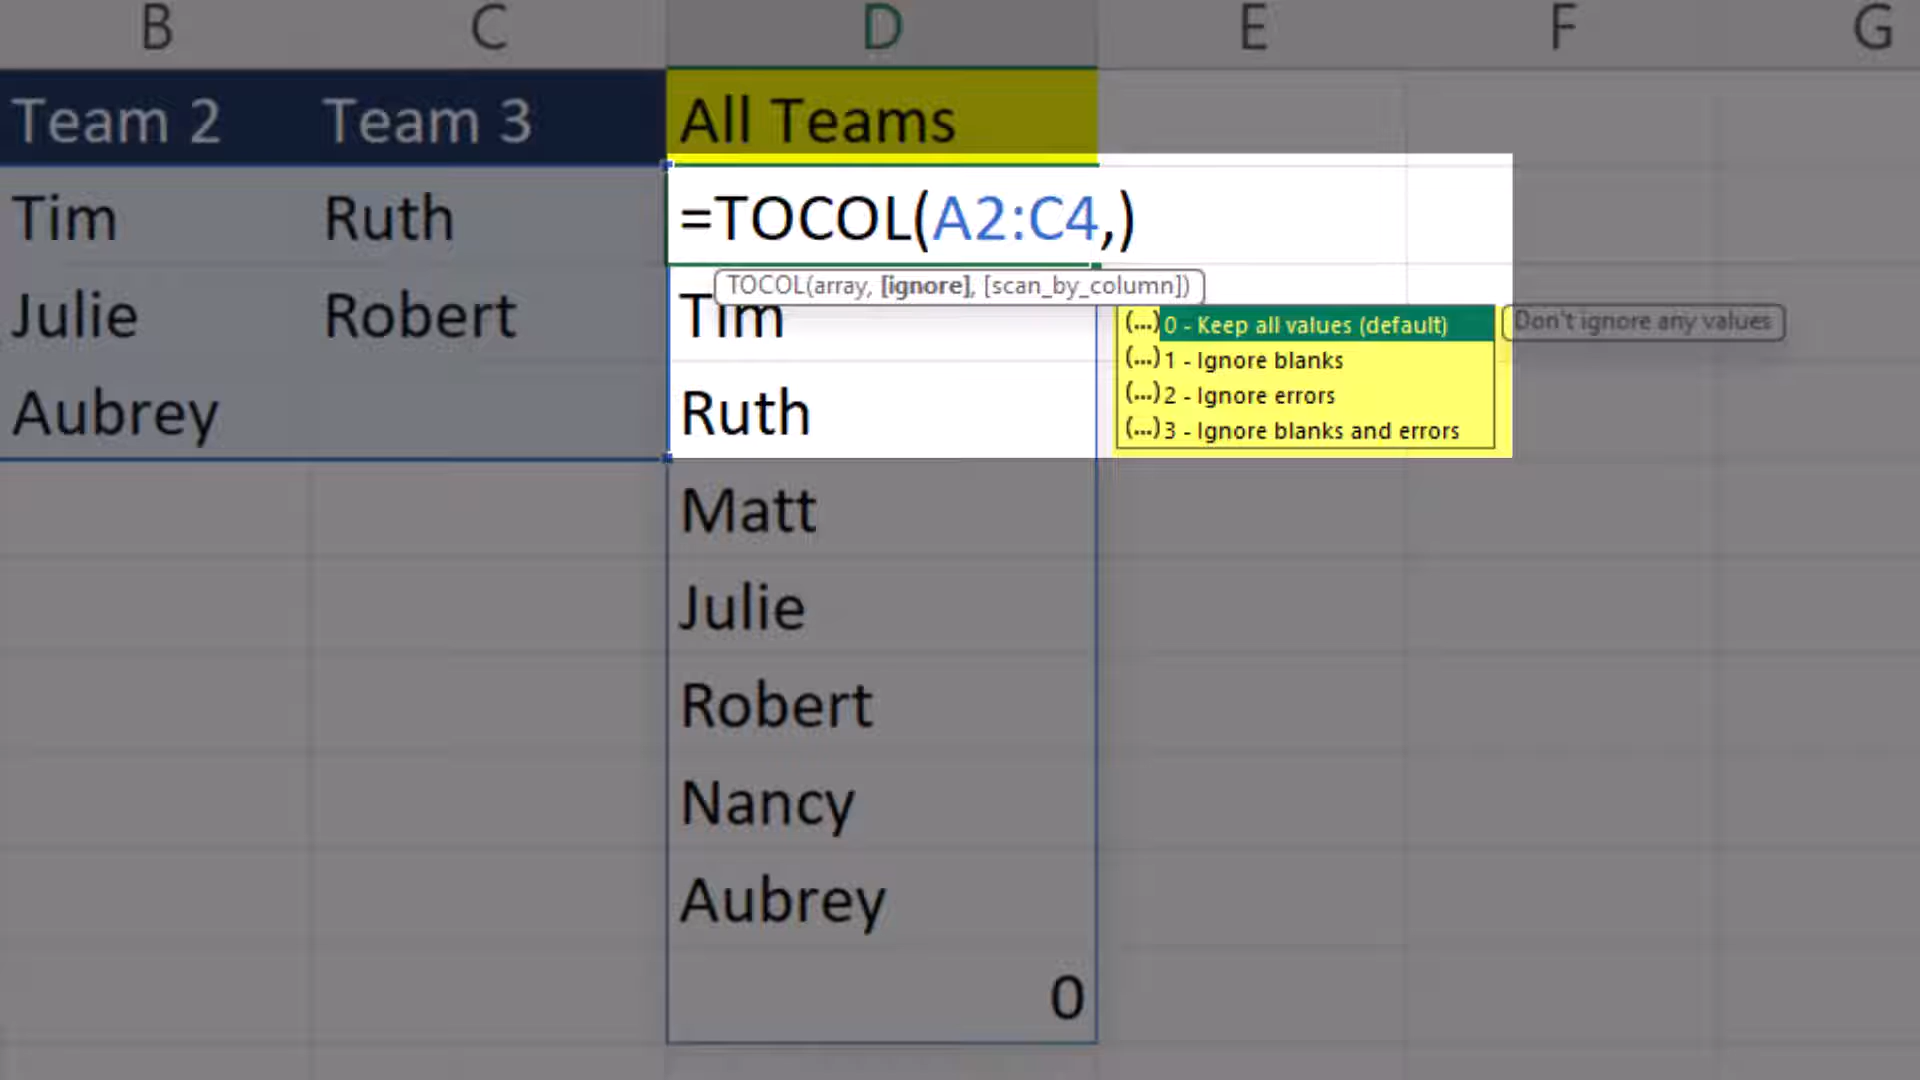 B C D E F G
Team 2 Team 3 All Teams
Tim Ruth =TOCOL(A2:C4,)
TOCOL(array, [ignore], [scan_by_column])
Julie Robert Tim
(...) 0 - Keep all values (default) Don't ignore any values
(...) 1 - Ignore blanks
(...) 2 - Ignore errors
(...) 3 - Ignore blanks and errors
Aubrey Ruth
Matt
Julie
Robert
Nancy
Aubrey
0